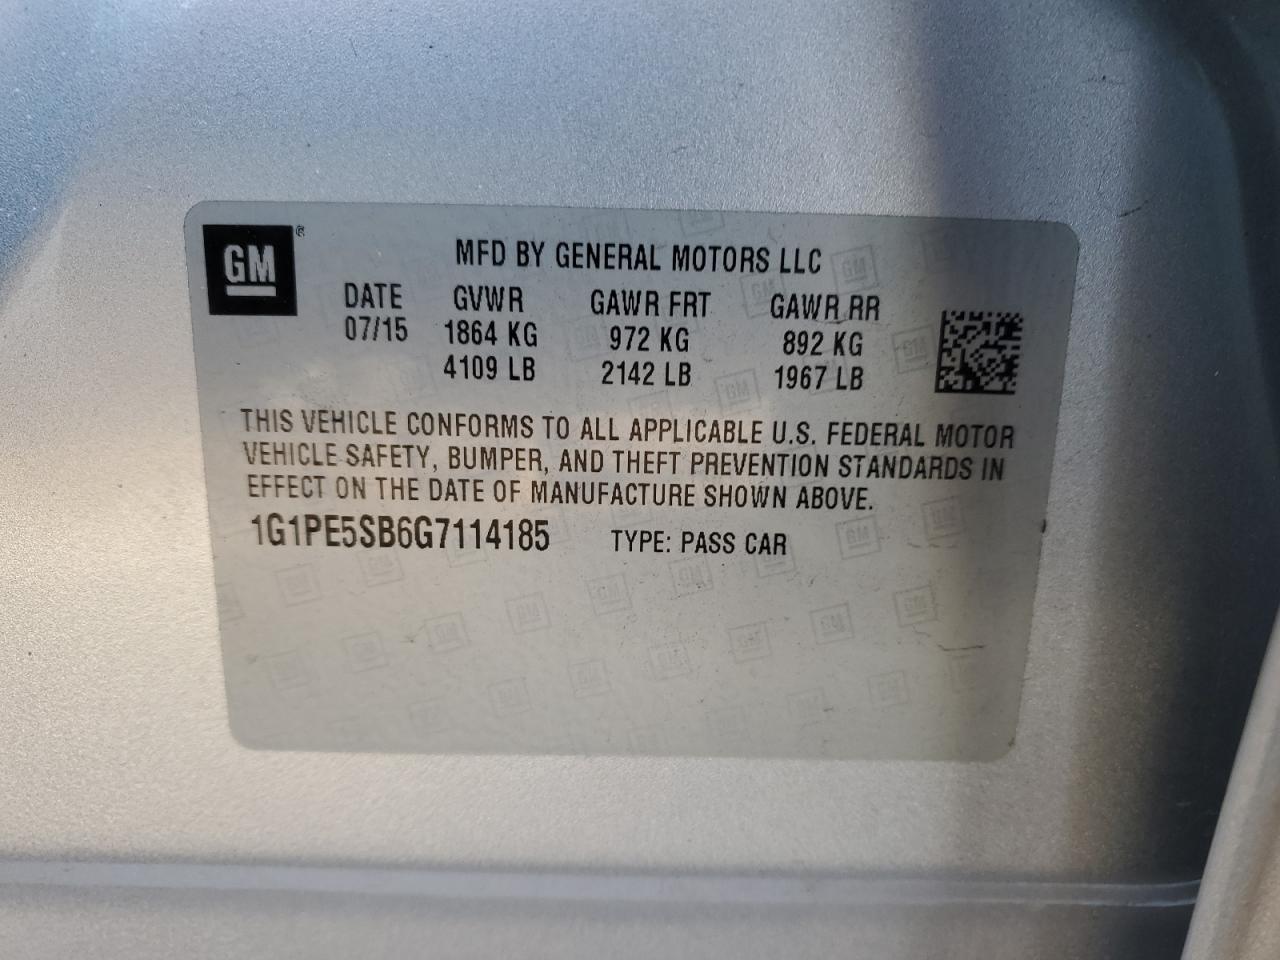 GM
MFD BY GENERAL MOTORS LLC
DATE GVWR GAWR FRT GAWR RR
07/15 1864 KG 972 KG 892 KG
4109 LB 2142 LB 1967 LB
THIS VEHICLE CONFORMS TO ALL APPLICABLE U.S. FEDERAL MOTOR
VEHICLE SAFETY, BUMPER, AND THEFT PREVENTION STANDARDS IN
EFFECT ON THE DATE OF MANUFACTURE SHOWN ABOVE.
1G1PE5SB6G7114185 TYPE: PASS CAR